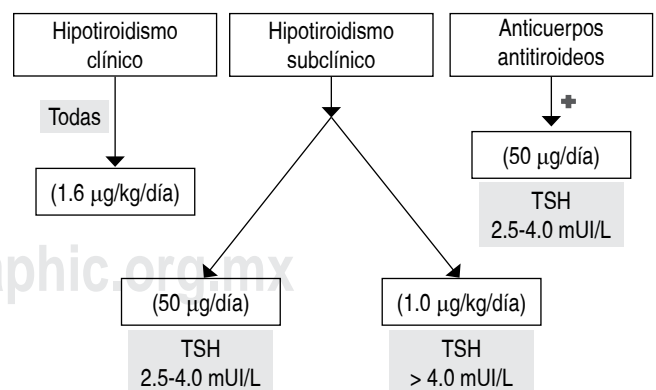 Hipotiroidismo
clínico
Hipotiroidismo
subclínico
Anticuerpos
antitiroideos
Todas
+
(1.6 µg/kg/día)
(50 µg/día)
TSH
2.5-4.0 mUI/L
aphic.org.mx
(50 µg/día)
TSH
2.5-4.0 mUI/L
(1.0 µg/kg/día)
TSH
> 4.0 mUI/L